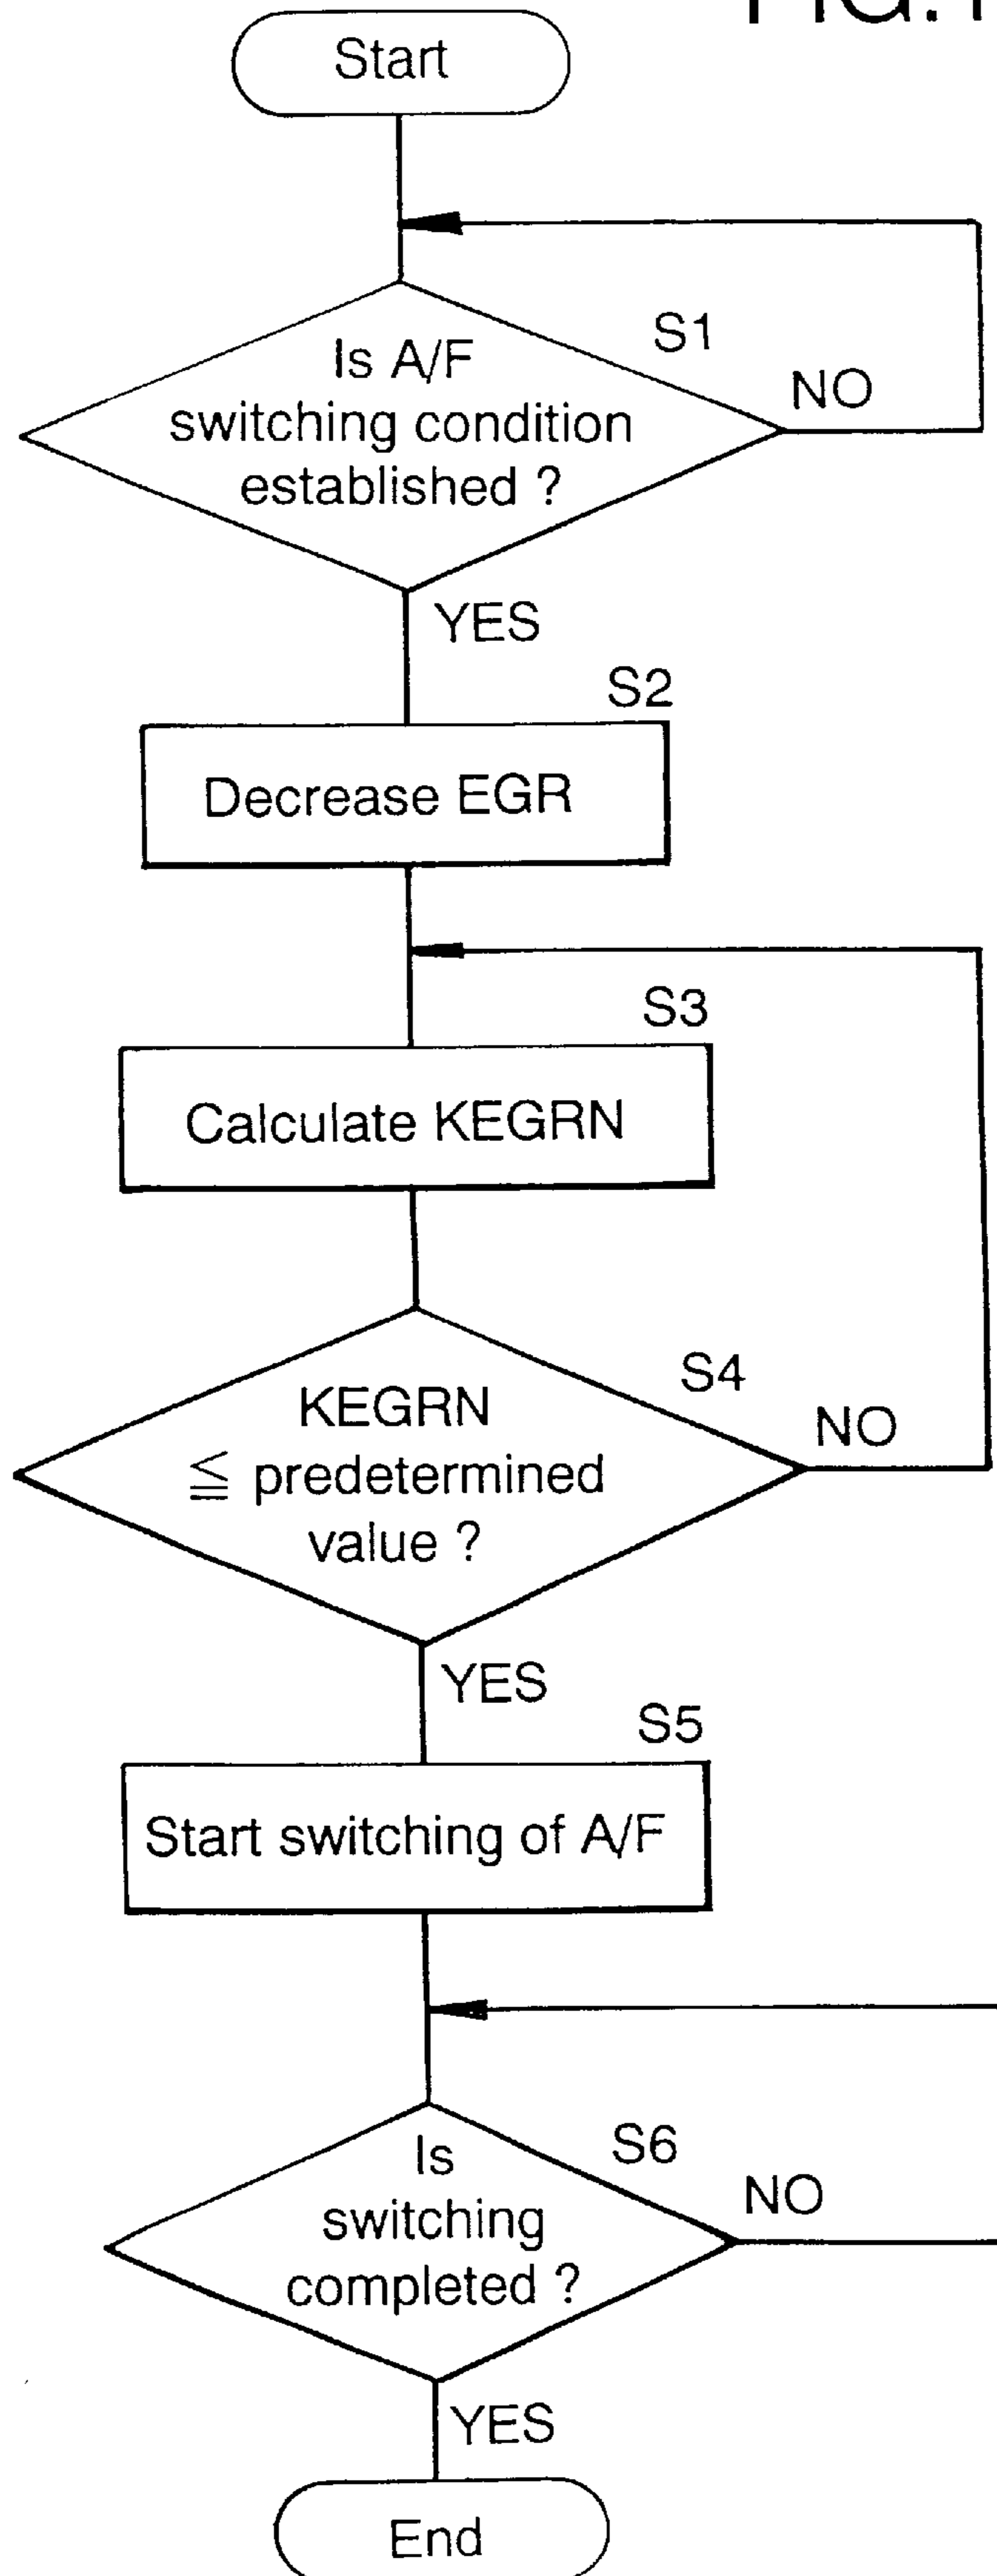 Start
S1
Is A/F
switching condition
established ?
NO
YES
S2
Decrease EGR
S3
Calculate KEGRN
S4
KEGRN
≦ predetermined
value ?
NO
YES
S5
Start switching of A/F
S6
Is
switching
completed ?
NO
YES
End